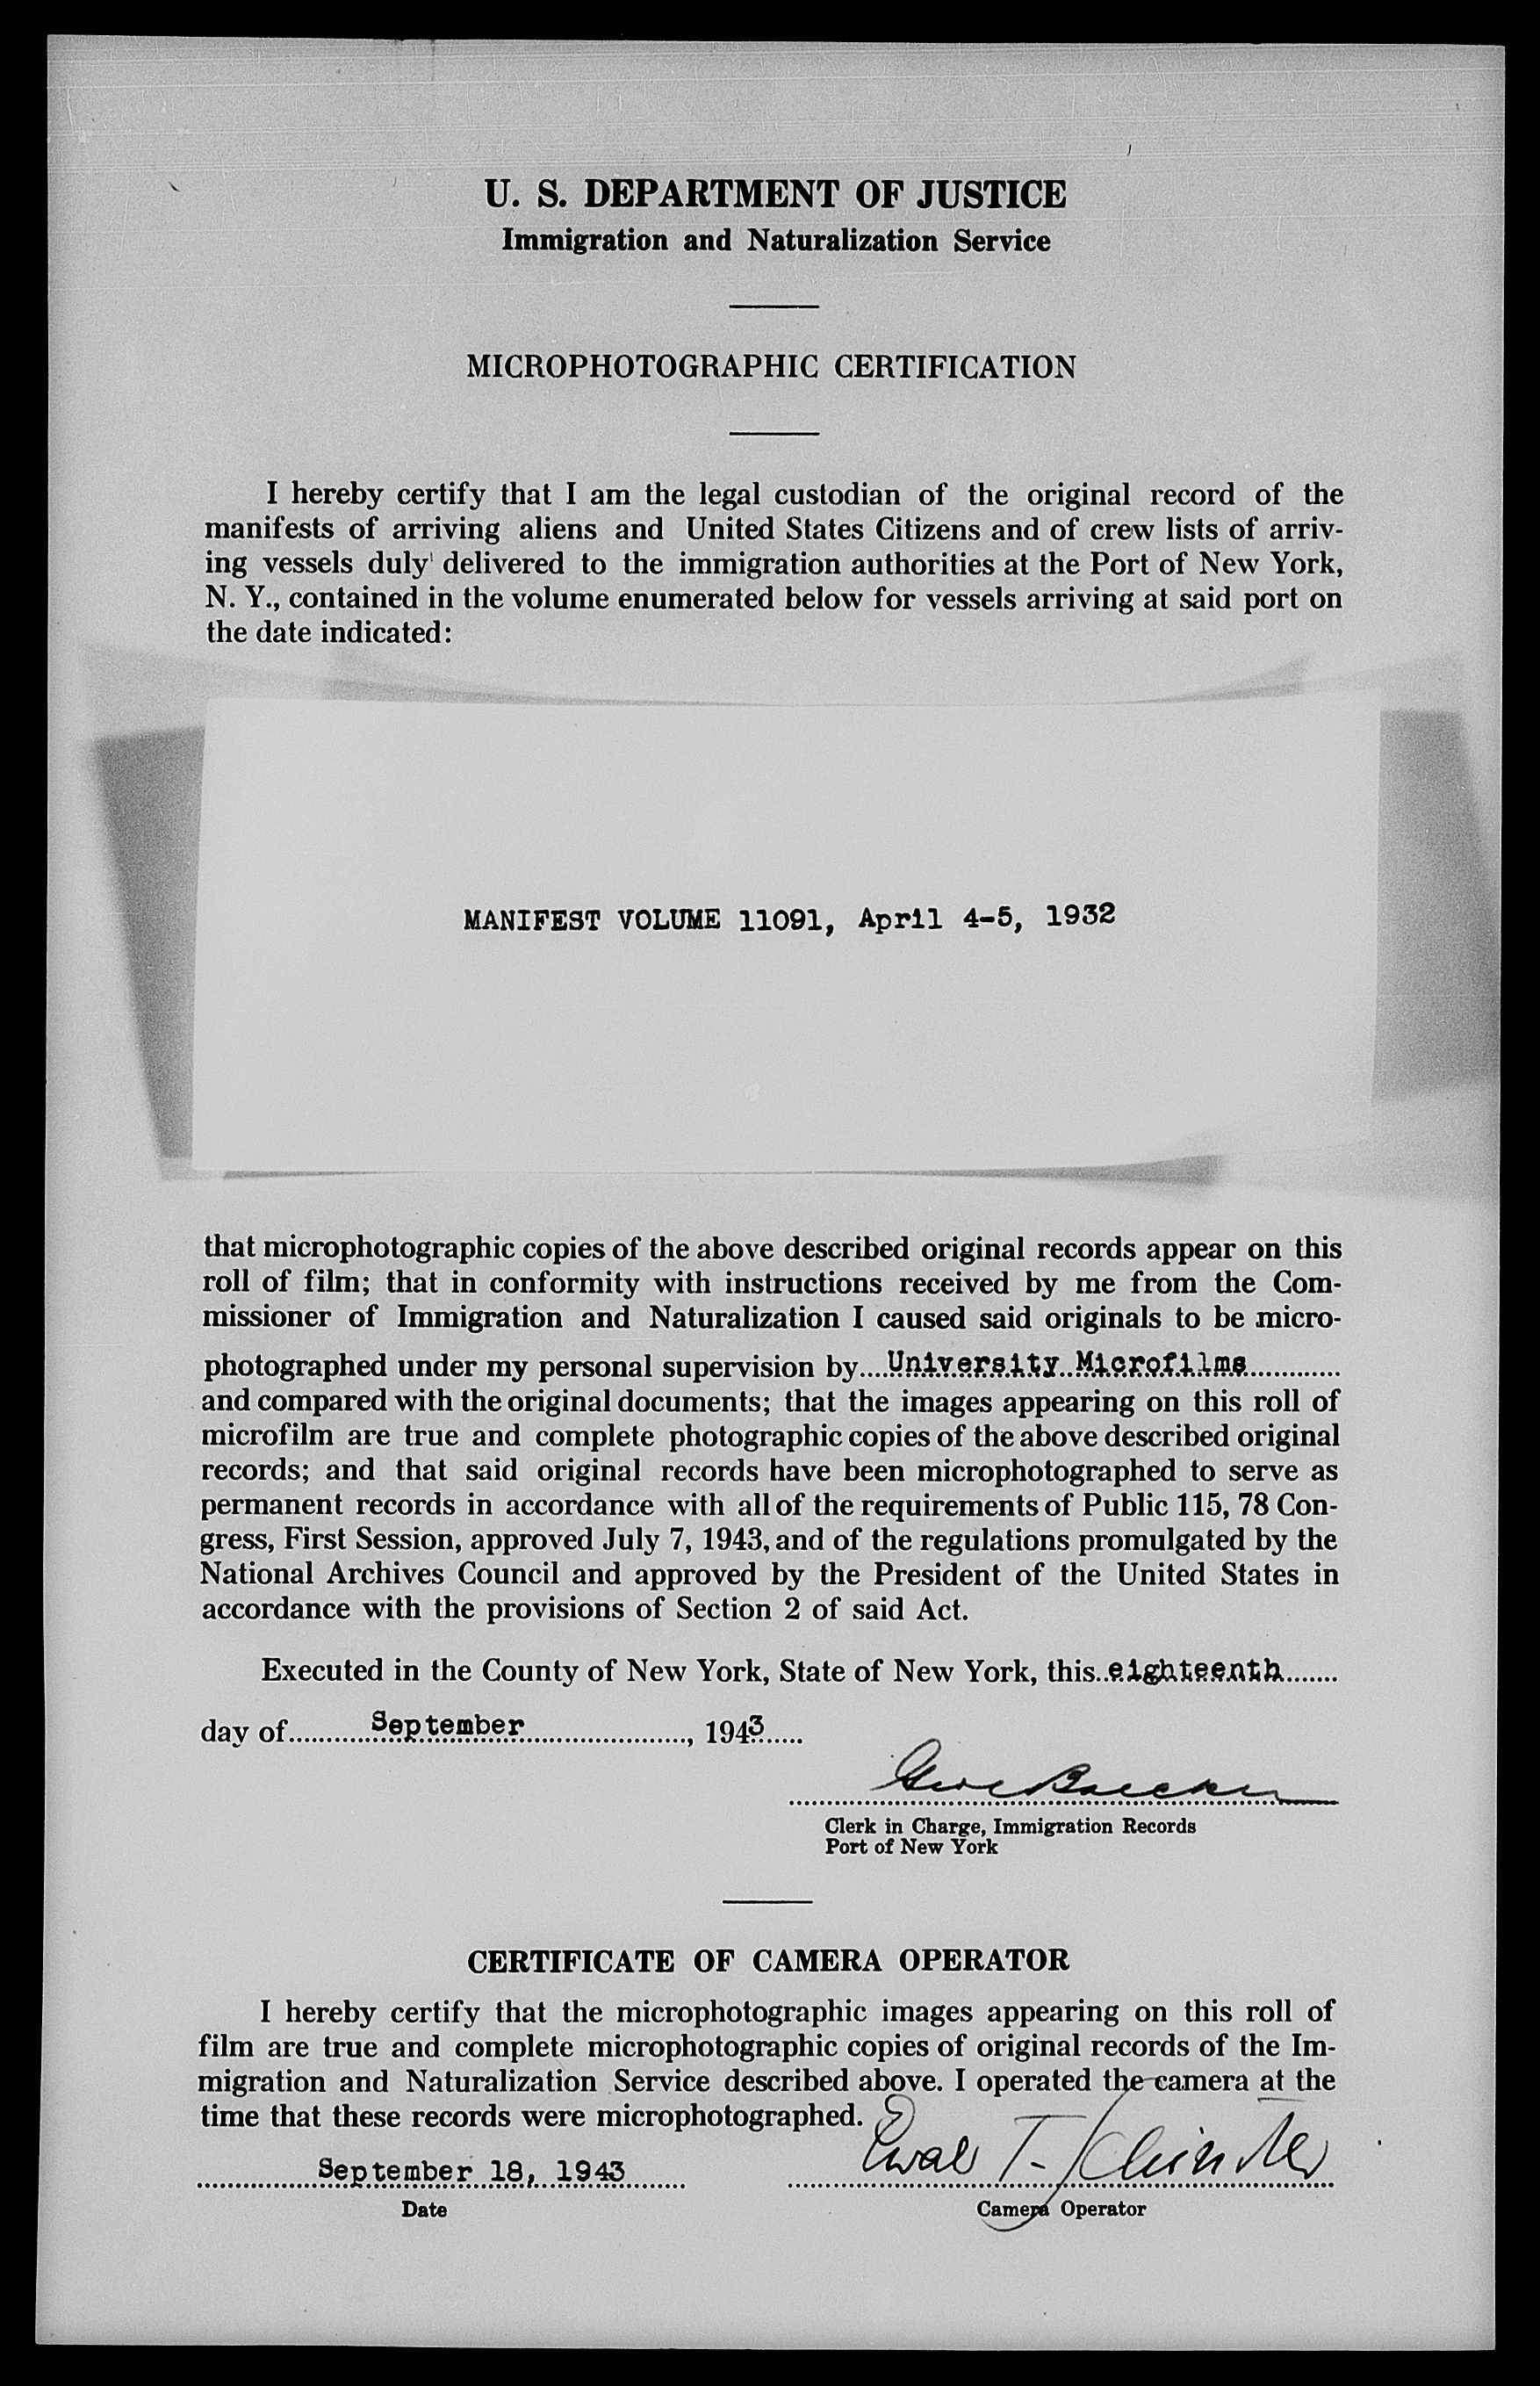 U. S. DEPARTMENT OF JUSTICE
Immigration and Naturalization Service
MICROPHOTOGRAPHIC CERTIFICATION
I hereby certify that I am the legal custodian of the original record of the
manifests of arriving aliens and United States Citizens and of crew lists of arriv-
ing vessels duly delivered to the immigration authorities at the Port of New York,
N. Y., contained in the volume enumerated below for vessels arriving at said port on
the date indicated:
MANIFEST VOLUME 11091, April 4-5, 1932
that microphotographic copies of the above described original records appear on this
roll of film; that in conformity with instructions received by me from the Com-
missioner of Immigration and Naturalization I caused said originals to be micro-
photographed under my personal supervision by....University Microfilms............
and compared with the original documents; that the images appearing on this roll of
microfilm are true and complete photographic copies of the above described original
records; and that said original records have been microphotographed to serve as
permanent records in accordance with all of the requirements of Public 115, 78 Con-
gress, First Session, approved July 7, 1943, and of the regulations promulgated by the
National Archives Council and approved by the President of the United States in
accordance with the provisions of Section 2 of said Act.
Executed in the County of New York, State of New York, this..eighteenth.......
day of............September......................, 1943.....
Clerk in Charge, Immigration Records
Port of New York
CERTIFICATE OF CAMERA OPERATOR
I hereby certify that the microphotographic images appearing on this roll of
film are true and complete microphotographic copies of original records of the Im-
migration and Naturalization Service described above. I operated the camera at the
time that these records were microphotographed.
September 18, 1943
T.
Date
Camera Operator